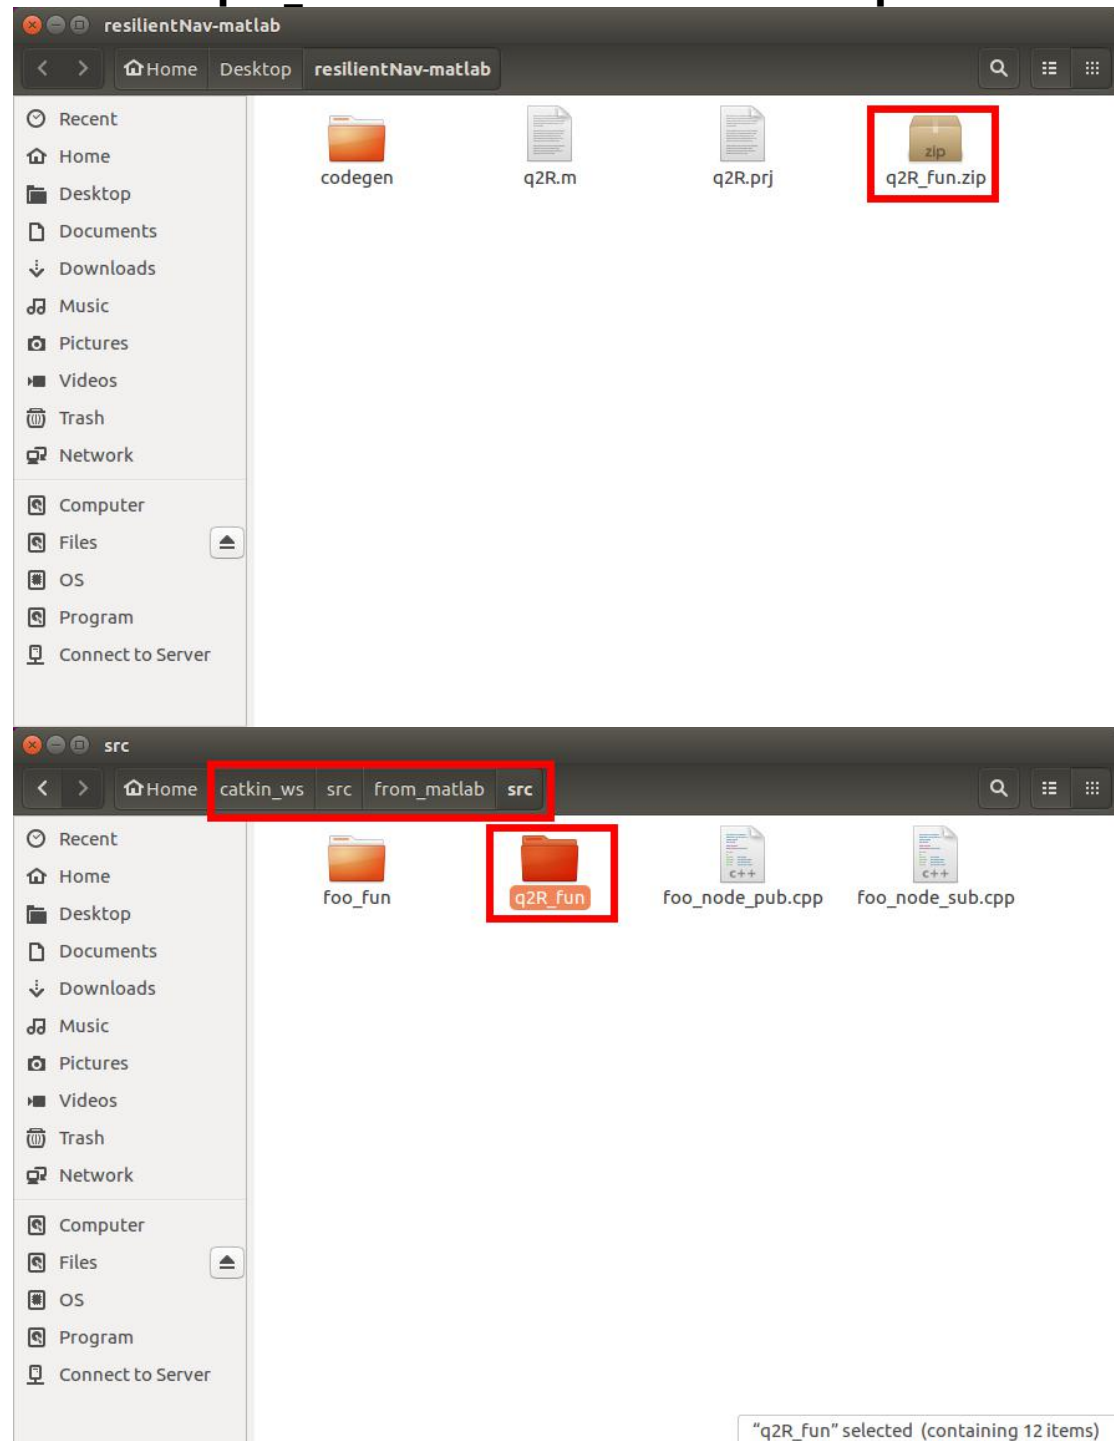 resilientNav-matlab
Home Desktop resilientNav-matlab
Recent
Home
Desktop
Documents
Downloads
Music
Pictures
Videos
Trash
Network
Computer
Files
OS
Program
Connect to Server
codegen q2R.m q2R.prj q2R_fun.zip
zip
src
Home catkin_ws src from_matlab src
Recent
Home
Desktop
Documents
Downloads
Music
Pictures
Videos
Trash
Network
Computer
Files
OS
Program
Connect to Server
c++ c++
foo_fun q2R_fun foo_node_pub.cpp foo_node_sub.cpp
“q2R_fun” selected (containing 12 items)